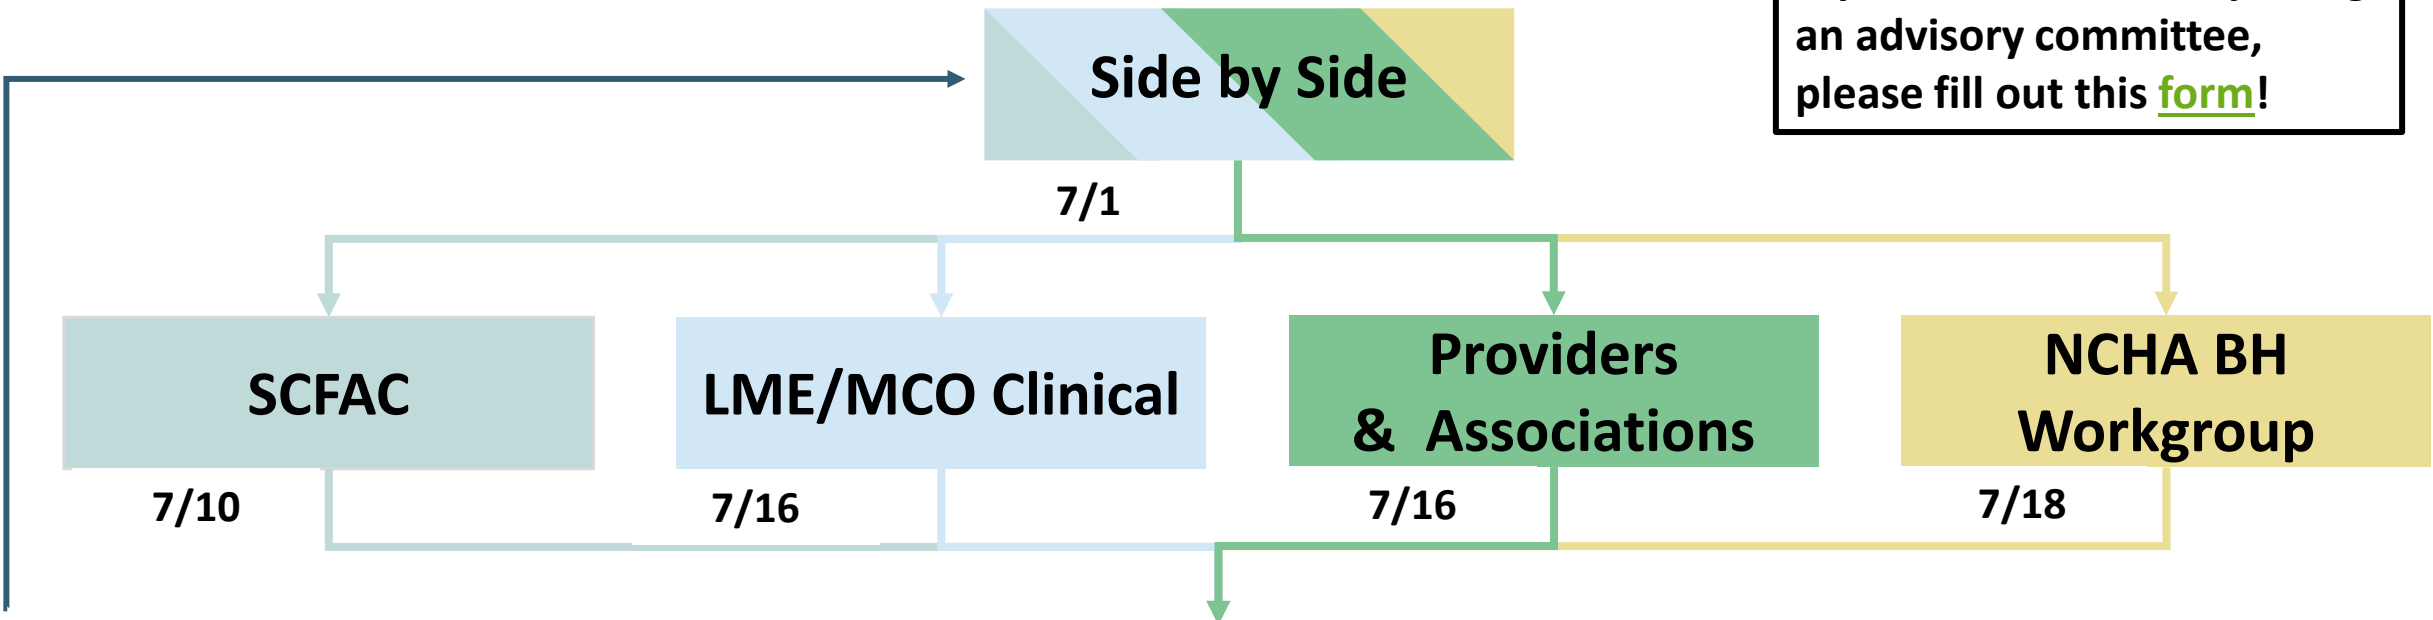 an advisory committee,
please fill out this form!
Side by Side
7/1
SCFAC
LME/MCO Clinical
Providers
& Associations
NCHA BH
Workgroup
7/10
7/16
7/16
7/18